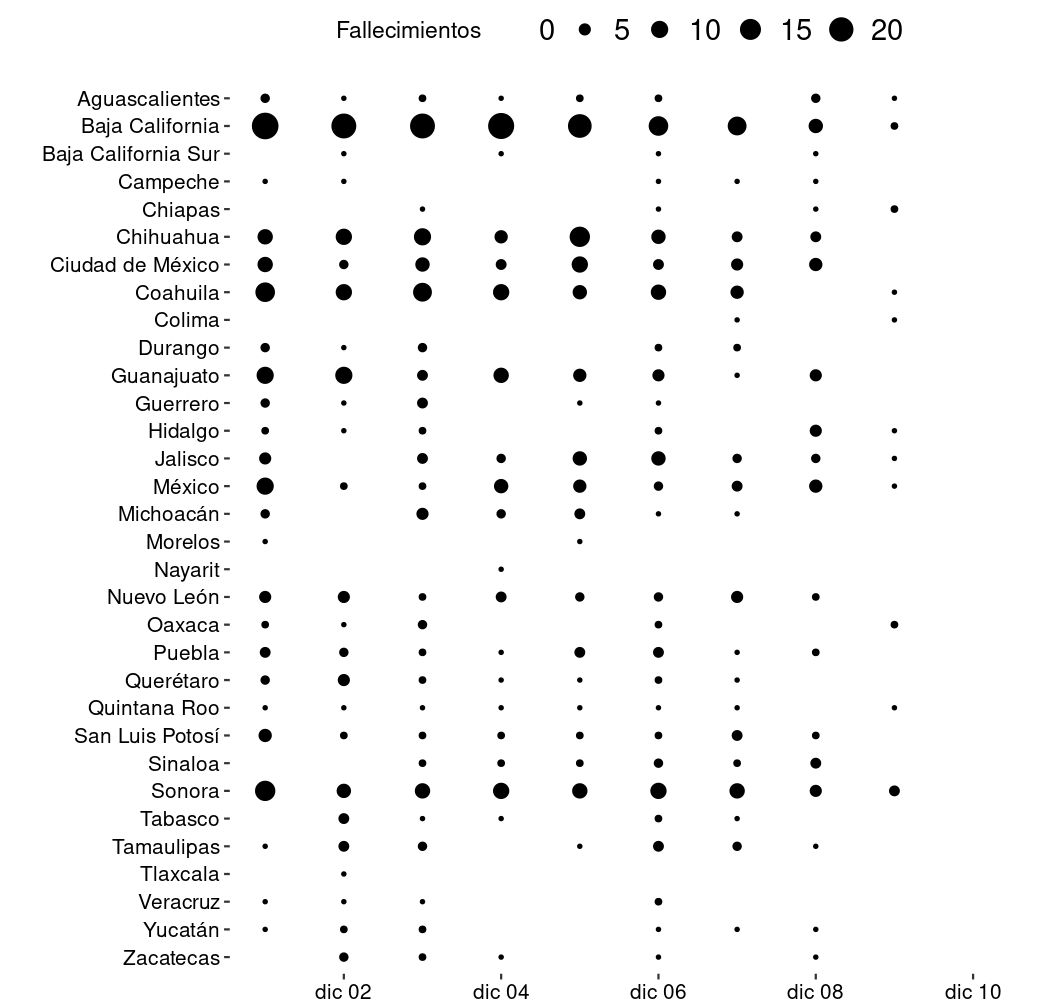 Fallecimientos 0 5 10 15 20
Aguascalientes
Baja California
Baja California Sur
Campeche
Chiapas
Chihuahua
Ciudad de México
Coahuila
Colima
Durango
Guanajuato
Guerrero
Hidalgo
Jalisco
México
Michoacán
Morelos
Nayarit
Nuevo León
Oaxaca
Puebla
Querétaro
Quintana Roo
San Luis Potosí
Sinaloa
Sonora
Tabasco
Tamaulipas
Tlaxcala
Veracruz
Yucatán
Zacatecas
dic 02 dic 04 dic 06 dic 08 dic 10